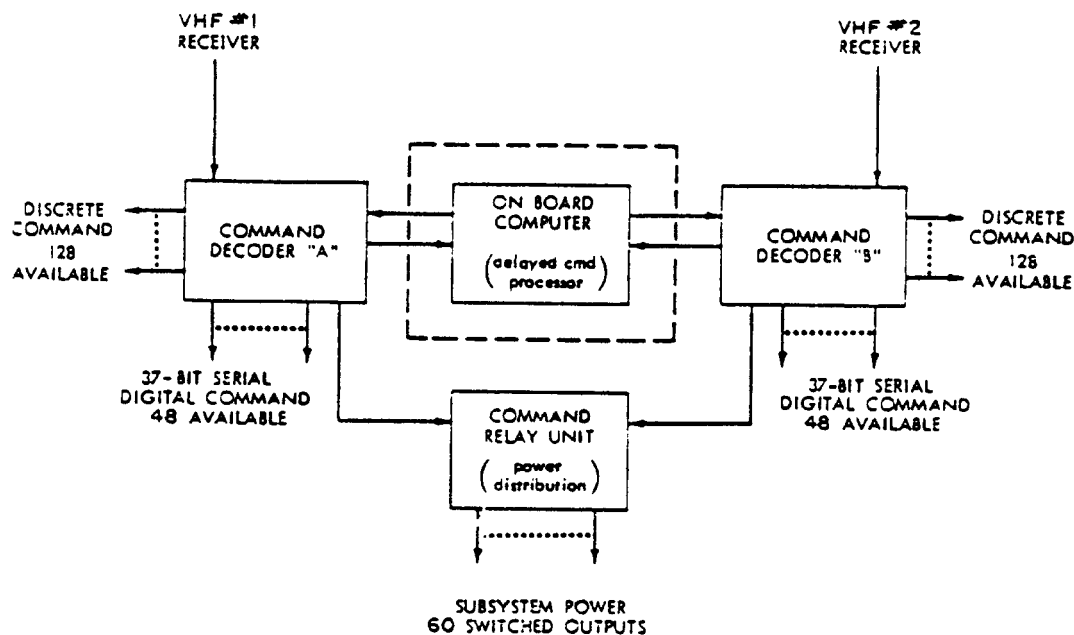 VHF #1
RECEIVER
VHF #2
RECEIVER
DISCRETE
COMMAND
128
AVAILABLE
COMMAND
DECODER "A"
ON BOARD
COMPUTER
(delayed cmd
processor)
COMMAND
DECODER "B"
DISCRETE
COMMAND
128
AVAILABLE
37-BIT SERIAL
DIGITAL COMMAND
48 AVAILABLE
COMMAND
RELAY UNIT
(power
distribution)
37-BIT SERIAL
DIGITAL COMMAND
48 AVAILABLE
SUBSYSTEM POWER
60 SWITCHED OUTPUTS